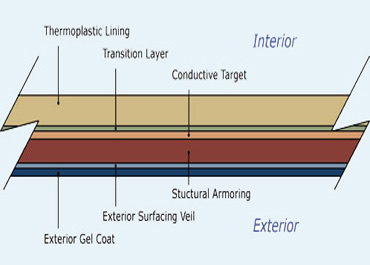 Thermoplastic Lining
Interior
Transition Layer
Conductive Target
Stuctural Armoring
Exterior Surfacing Veil
Exterior
Exterior Gel Coat